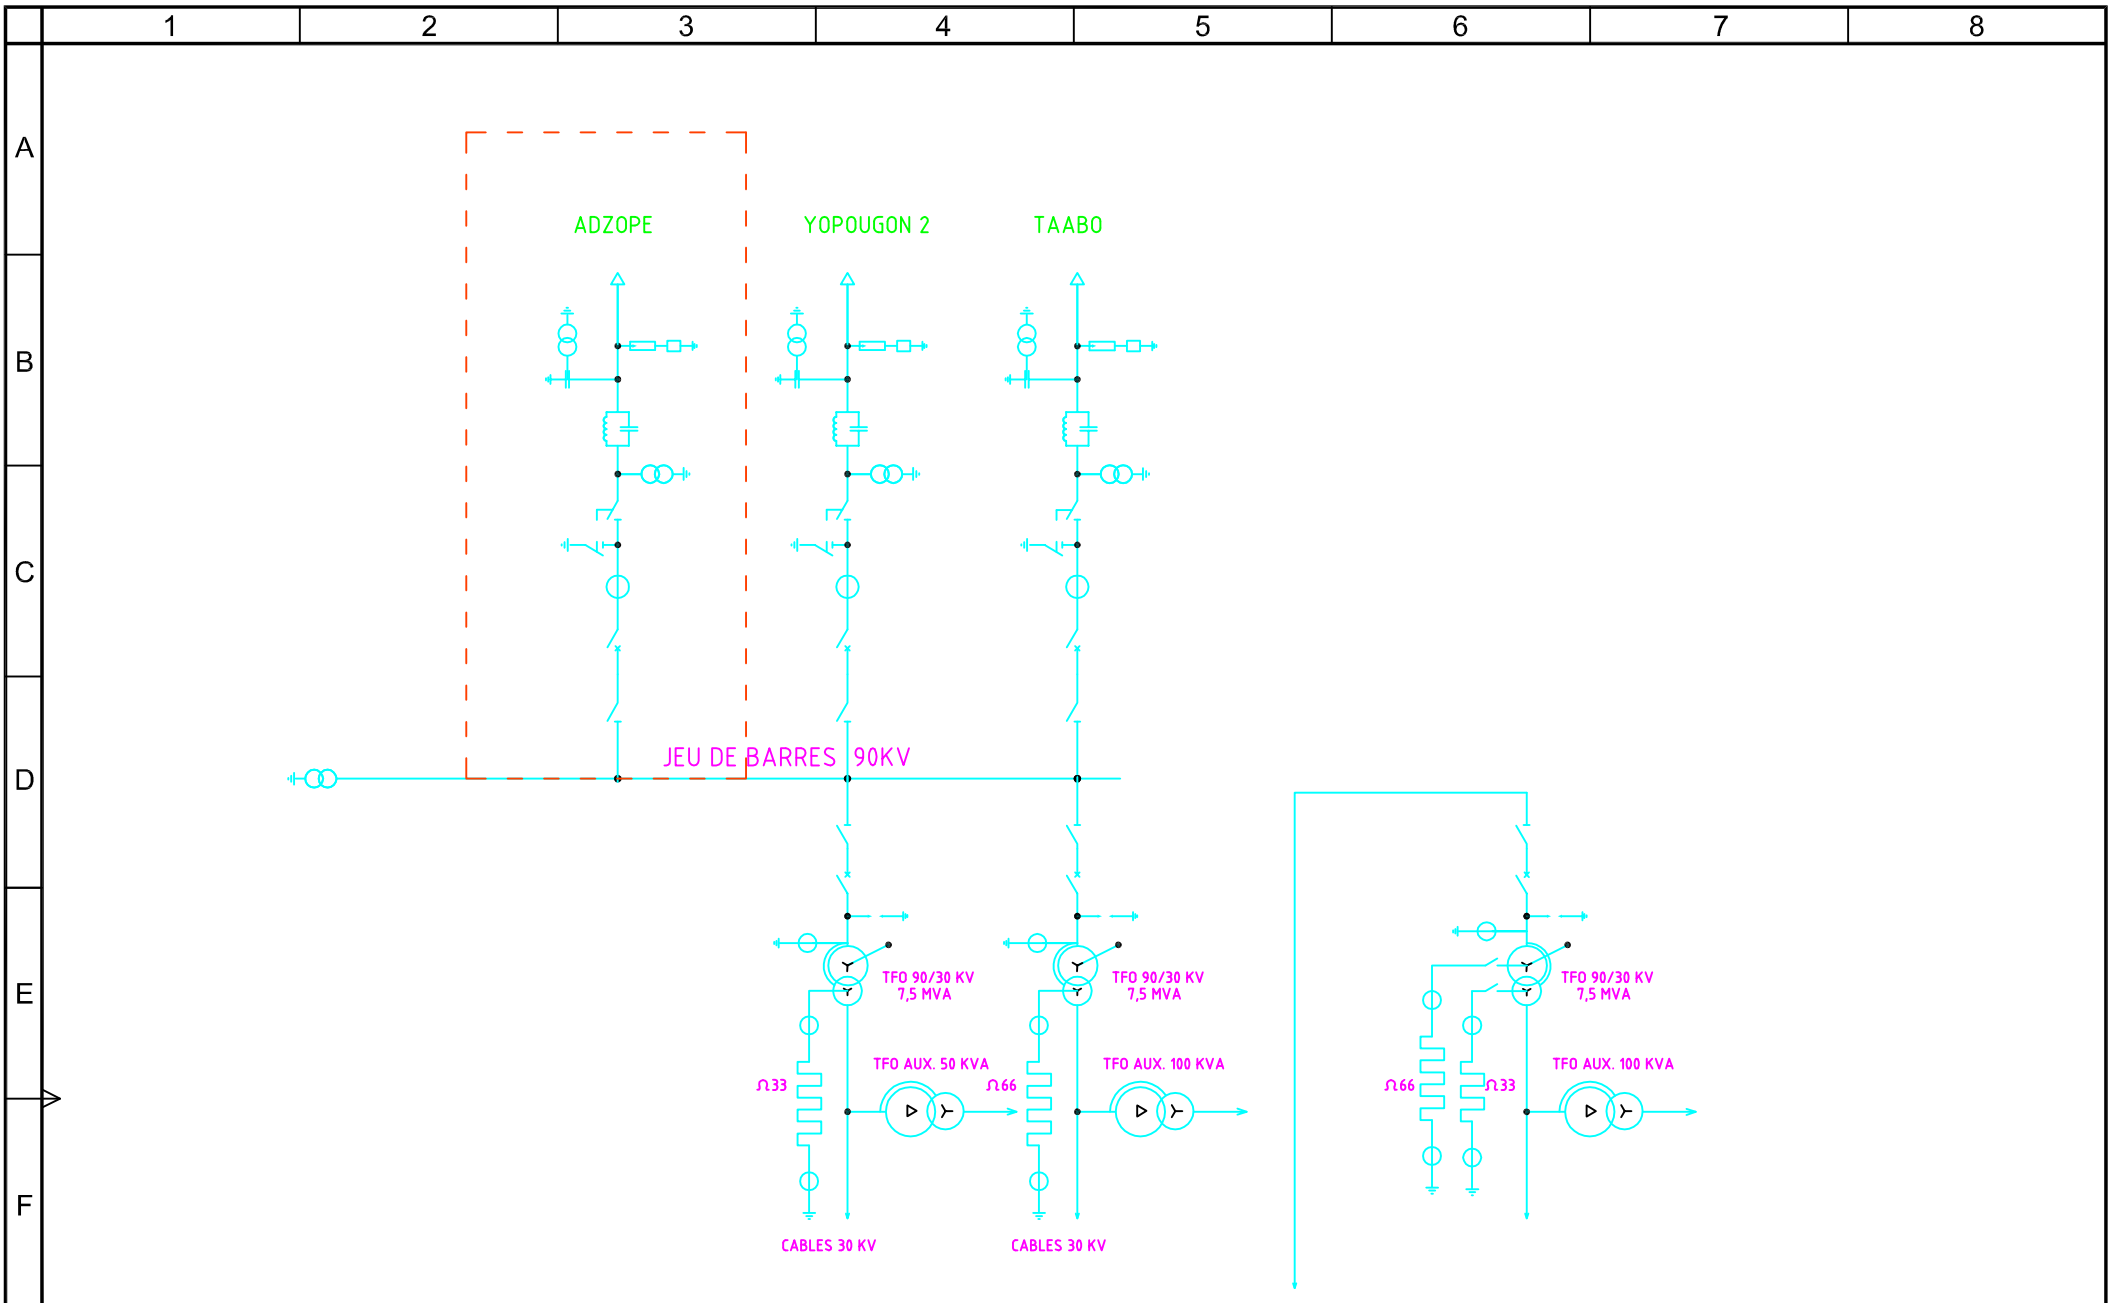 1 2 3 4 5 6 7 8
A
ADZOPE YOPOUGON 2 TAABO
B
C
JEU DE BARRES 90KV
D
TFO 90/30 KV TFO 90/30 KV TFO 90/30 KV
E
7,5 MVA 7,5 MVA 7,5 MVA
TFO AUX. 50 KVA TFO AUX. 100 KVA TFO AUX. 100 KVA
Ω33 Ω66 Ω66 Ω33
F
CABLES 30 KV CABLES 30 KV